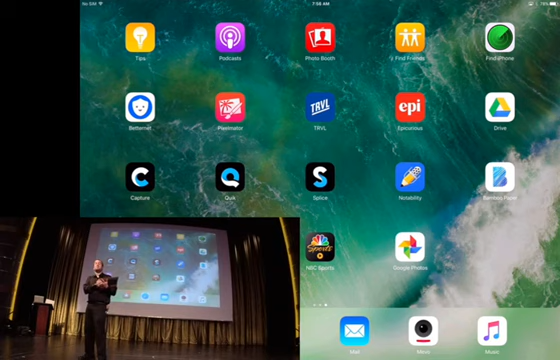 No SIM 7:56 AM 76%
Tips Podcasts Photo Booth Find Friends Find iPhone
Betternet Pixelmator TRVL Epicurious Drive
TRVL
epi
Capture Quik Splice Notability Bamboo Paper
NBC Sports Google Photos
SPORTS
Mail Music